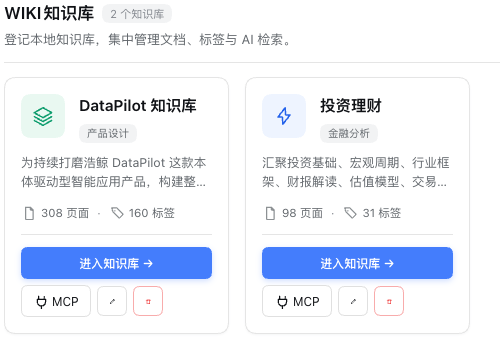 WIKI知识库 2 个知识库
登记本地知识库，集中管理文档、标签与 AI 检索。
DataPilot 知识库
产品设计
为持续打磨浩鲸 DataPilot 这款本
体驱动型智能应用产品，构建整...
308 页面 · 160 标签
进入知识库 →
MCP
投资理财
金融分析
汇聚投资基础、宏观周期、行业框
架、财报解读、估值模型、交易...
98 页面 · 31 标签
进入知识库 →
MCP